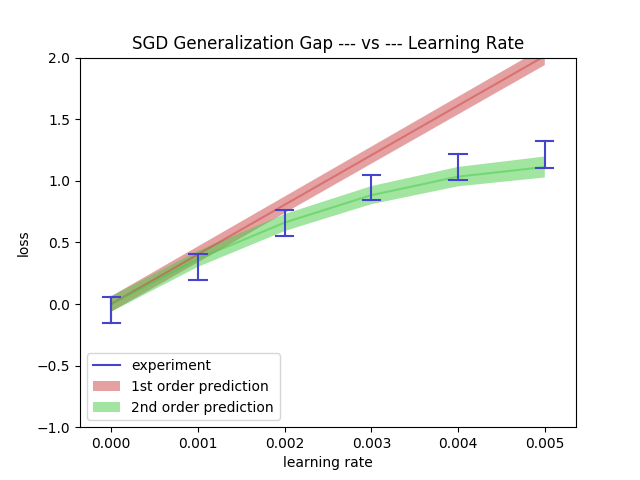 SGD Generalization Gap --- vs --- Learning Rate
2.0
1.5
1.0
0.5
0.0
−0.5
−1.0
loss
experiment
1st order prediction
2nd order prediction
0.000 0.001 0.002 0.003 0.004 0.005
learning rate